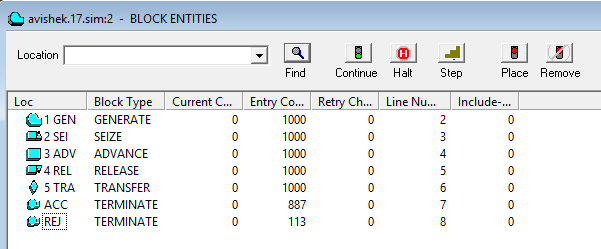 avishek.17.sim:2 - BLOCK ENTITIES
Location
Find Continue Halt Step Place Remove
Loc Block Type Current C... Entry Co... Retry Ch... Line Nu... Include-...
1 GEN GENERATE 0 1000 0 2 0
2 SEI SEIZE 0 1000 0 3 0
3 ADV ADVANCE 0 1000 0 4 0
4 REL RELEASE 0 1000 0 5 0
5 TRA TRANSFER 0 1000 0 6 0
ACC TERMINATE 0 887 0 7 0
REJ TERMINATE 0 113 0 8 0